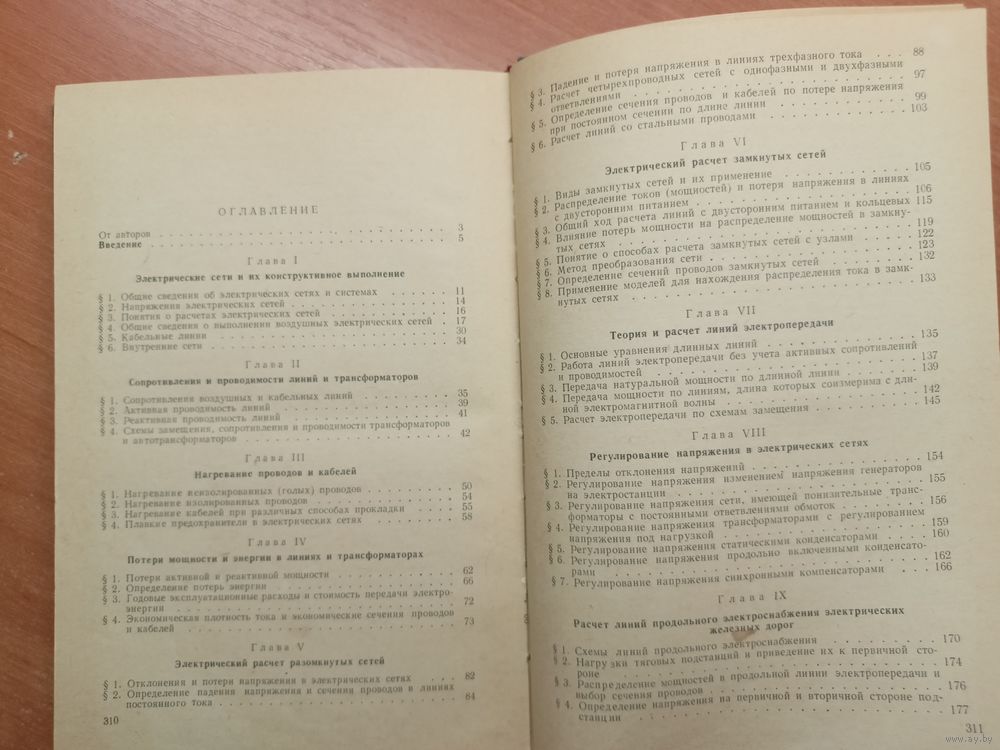 ОГЛАВЛЕНИЕ
От авторов . . . 3
Введение . . . 5
Глава I
Электрические сети и их конструктивное выполнение
§ 1. Общие сведения об электрических сетях и системах . . . 11
§ 2. Напряжения электрических сетей . . . 14
§ 3. Понятия о расчетах электрических сетей . . . 16
§ 4. Общие сведения о выполнении воздушных электрических сетей . 17
§ 5. Кабельные линии . . . 30
§ 6. Внутренние сети . . . 34
Глава II
Сопротивления и проводимости линий и трансформаторов
§ 1. Сопротивления воздушных и кабельных линий . . . 35
§ 2. Активная проводимость линий . . . 39
§ 3. Реактивная проводимость линий . . . 41
§ 4. Схемы замещения, сопротивления и проводимости трансформаторов
и автотрансформаторов . . . 42
Глава III
Нагревание проводов и кабелей
§ 1. Нагревание неизолированных (голых) проводов . . . 50
§ 2. Нагревание изолированных проводов . . . 54
§ 3. Нагревание кабелей при различных способах прокладки . . . 55
§ 4. Плавкие предохранители в электрических сетях . . . 58
Глава IV
Потери мощности и энергии в линиях и трансформаторах
§ 1. Потери активной и реактивной мощности . . . 62
§ 2. Определение потерь энергии . . . 66
§ 3. Годовые эксплуатационные расходы и стоимость передачи электро-
энергии . . . 72
§ 4. Экономическая плотность тока и экономические сечения проводов
и кабелей . . . 73
Глава V
Электрический расчет разомкнутых сетей
§ 1. Отклонения и потеря напряжения в электрических сетях . . . 82
§ 2. Определение падения напряжения и сечения проводов в линиях
постоянного тока . . . 84
310
§ 3. Падение и потеря напряжения в линиях трехфазного тока . . . 88
§ 4. Расчет четырехпроводных сетей с однофазными и двухфазными
ответвлениями . . . 97
§ 5. Определение сечения проводов и кабелей по потере напряжения
при постоянном сечении по длине линии . . . 99
§ 6. Расчет линий со стальными проводами . . . 103
Глава VI
Электрический расчет замкнутых сетей
§ 1. Виды замкнутых сетей и их применение . . . 105
§ 2. Распределение токов (мощностей) и потеря напряжения в линиях
с двусторонним питанием . . . 106
§ 3. Общий ход расчета линий с двусторонним питанием и кольцевых 115
§ 4. Влияние потерь мощности на распределение мощностей в замкну-
тых сетях . . . 119
§ 5. Понятие о способах расчета замкнутых сетей с узлами . . . 122
§ 6. Метод преобразования сети . . . 123
§ 7. Определение сечений проводов замкнутых сетей . . . 132
§ 8. Применение моделей для нахождения распределения тока в замк-
нутых сетях . . . 133
Глава VII
Теория и расчет линий электропередачи
§ 1. Основные уравнения длинных линий . . . 135
§ 2. Работа линий электропередачи без учета активных сопротивлений
и проводимостей . . . 137
§ 3. Передача натуральной мощности по длинной линии . . . 139
§ 4. Передача мощности по линиям, длина которых соизмерима с дли-
ной электромагнитной волны . . . 142
§ 5. Расчет электропередачи по схемам замещения . . . 145
Глава VIII
Регулирование напряжения в электрических сетях
§ 1. Пределы отклонения напряжений . . . 154
§ 2. Регулирование напряжения изменением напряжения генераторов
на электростанции . . . 155
§ 3. Регулирование напряжения сети, имеющей понизительные транс-
форматоры с постоянными ответвлениями обмоток . . . 156
§ 4. Регулирование напряжения трансформаторами с регулированием
напряжения под нагрузкой . . . 159
§ 5. Регулирование напряжения статическими конденсаторами . . . 160
§ 6. Регулирование напряжения продольно включенными конденсато-
рами . . . 162
§ 7. Регулирование напряжения синхронными компенсаторами . . . 166
Глава IX
Расчет линий продольного электроснабжения электрических
железных дорог
§ 1. Схемы линий продольного электроснабжения . . . 170
§ 2. Нагрузки тяговых подстанций и приведение их к первичной сто-
роне . . . 174
§ 3. Распределение мощностей в продольной линии электропередачи и
выбор сечения проводов . . . 176
§ 4. Определение напряжения на первичной и вторичной стороне под-
станции . . . 177
311
www.ay.by